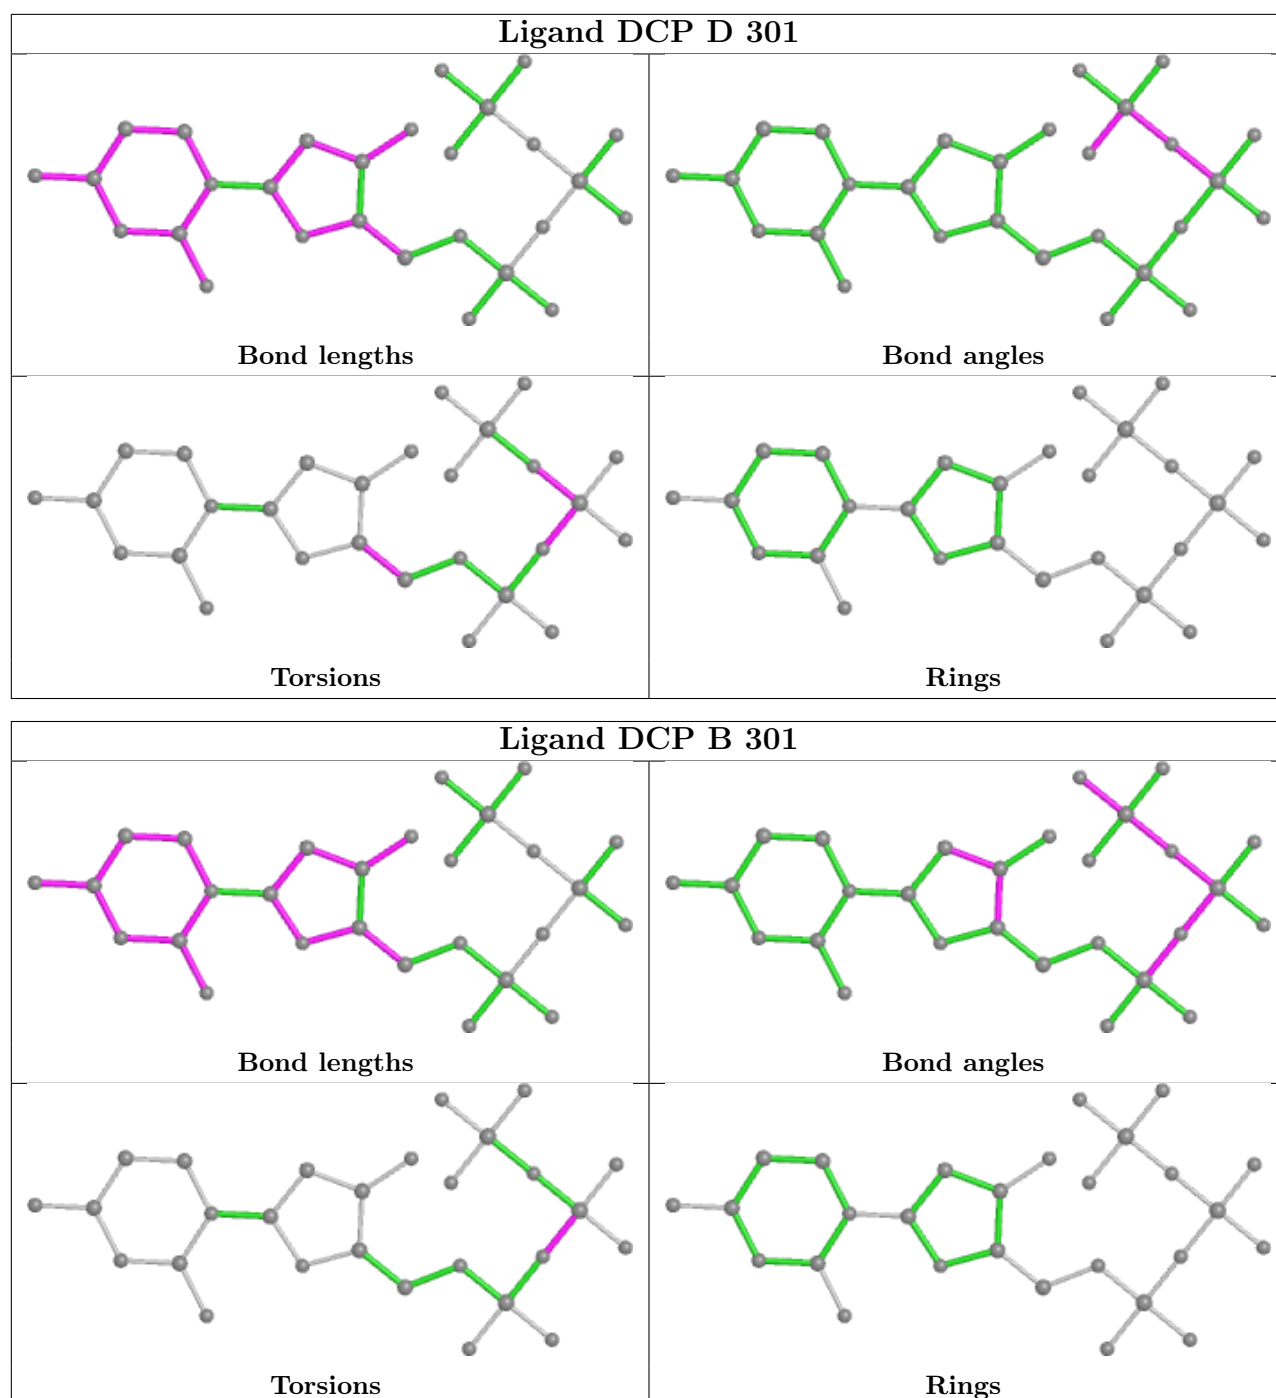 Ligand DCP D 301
Bond lengths
Bond angles
Torsions
Rings
Ligand DCP B 301
Bond lengths
Bond angles
Torsions
Rings